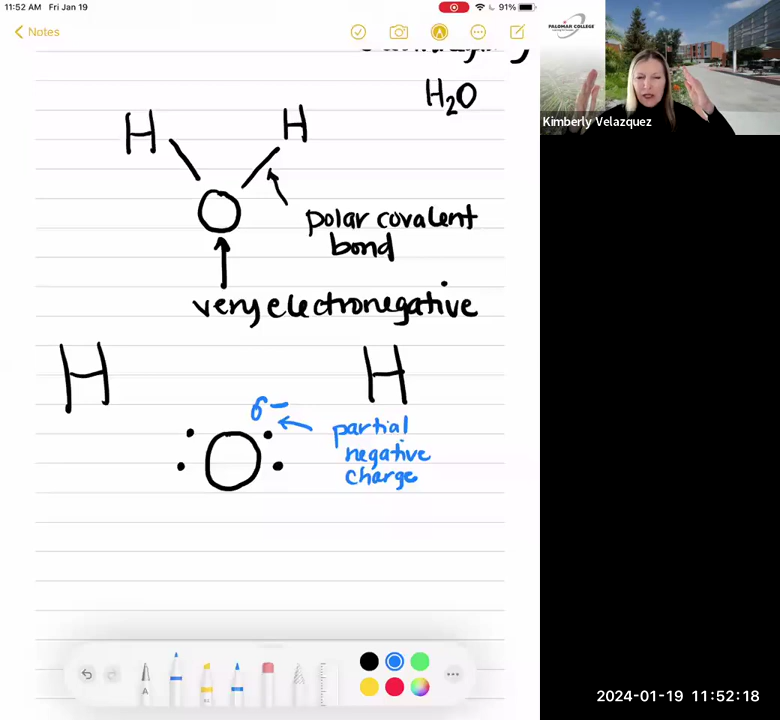 11:52 AM Fri Jan 19
91%
Notes
PALOMAR COLLEGE
H₂O
H
H
O
polar covalent
bond
very electronegative
H
H
δ−
partial
negative
charge
O
Kimberly Velazquez
A
2024-01-19 11:52:18